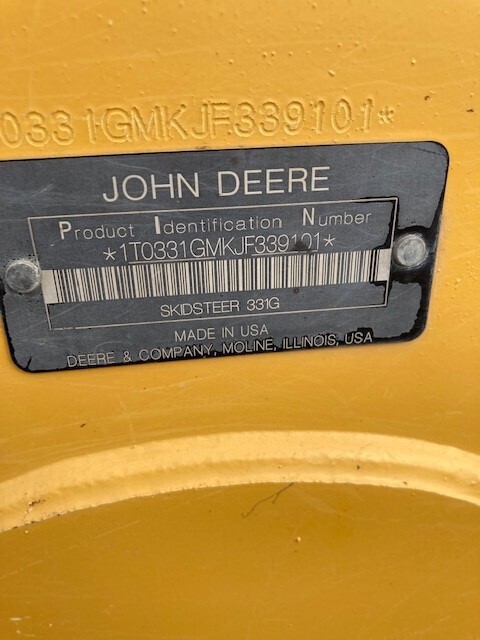 0331GMKJF339101*
JOHN DEERE
Product Identification Number
*1T0331GMKJF339101*
SKIDSTEER 331G
MADE IN USA
DEERE & COMPANY, MOLINE, ILLINOIS, USA